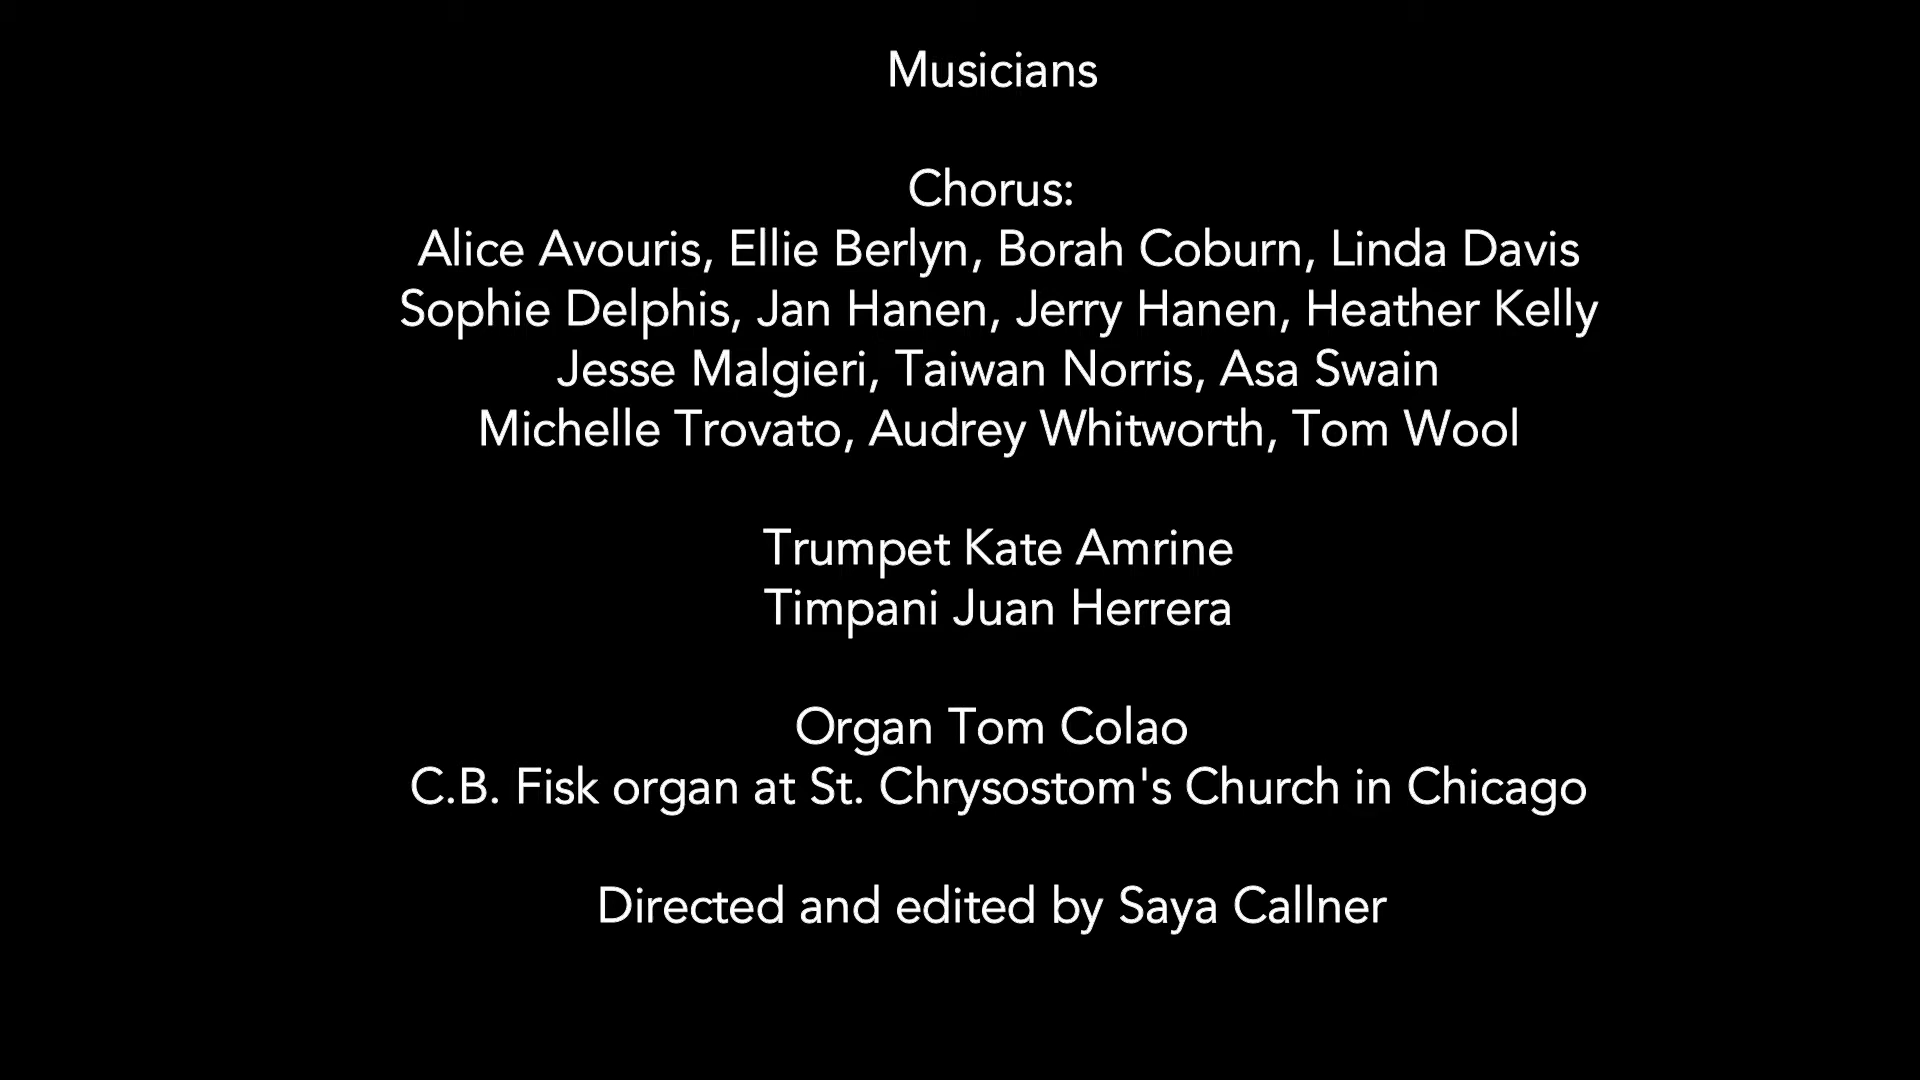 Musicians
Chorus:
Alice Avouris, Ellie Berlyn, Borah Coburn, Linda Davis
Sophie Delphis, Jan Hanen, Jerry Hanen, Heather Kelly
Jesse Malgieri, Taiwan Norris, Asa Swain
Michelle Trovato, Audrey Whitworth, Tom Wool
Trumpet Kate Amrine
Timpani Juan Herrera
Organ Tom Colao
C.B. Fisk organ at St. Chrysostom's Church in Chicago
Directed and edited by Saya Callner